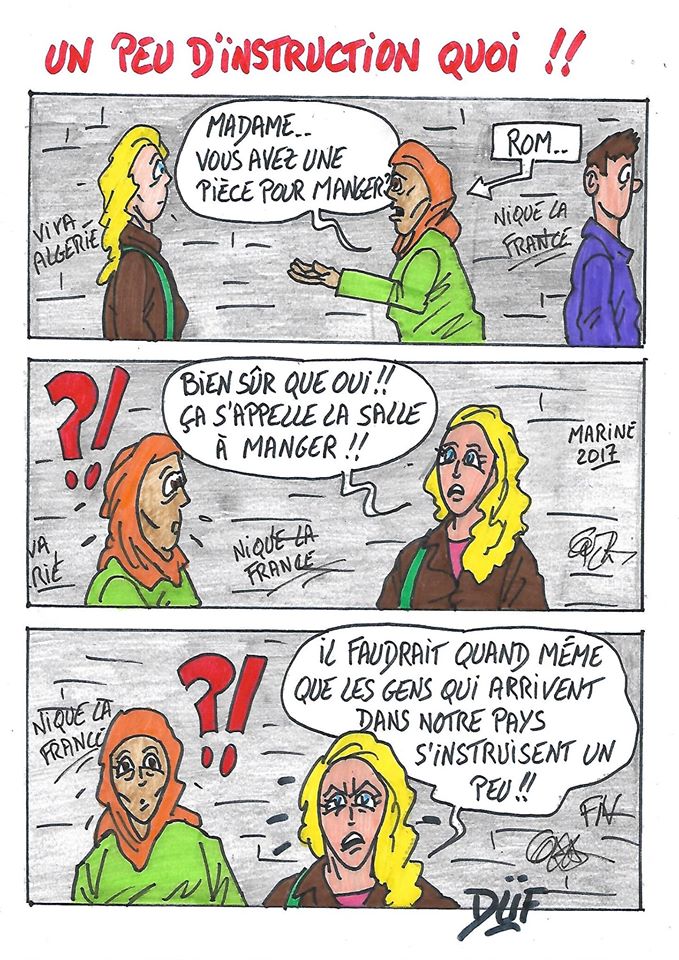 UN PEU D'INSTRUCTION QUOI !!
VIVA
ALGERIE
MADAME..
VOUS AVEZ UNE
PIÈCE POUR MANGER?
ROM..
NIQUE LA
FRANCE
BIEN SÛR QUE OUI !!
ÇA S'APPELLE LA SALLE
À MANGER !!
?!
VA
RIE
NIQUE LA
FRANCE
MARINE
2017
IL FAUDRAIT QUAND MÊME
QUE LES GENS QUI ARRIVENT
DANS NOTRE PAYS
S'INSTRUISENT UN
PEU !!
?!
NIQUE LA
FRANCE
FN
DÜF